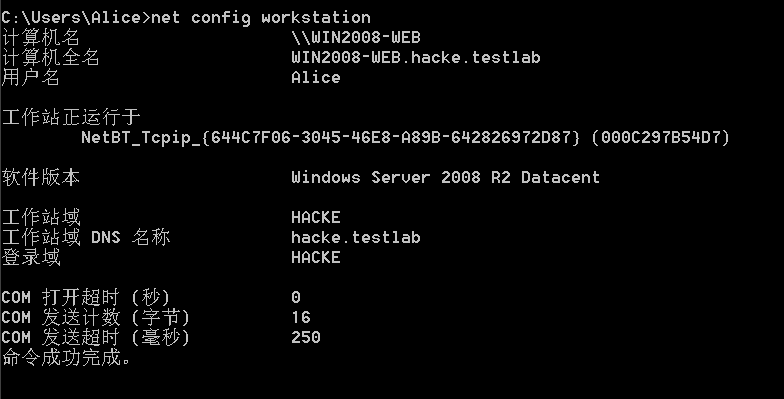 C:\Users\Alice>net config workstation
计算机名 \\WIN2008-WEB
计算机全名 WIN2008-WEB.hacke.testlab
用户名 Alice
工作站正运行于
NetBT_Tcpip_{644C7F06-3045-46E8-A89B-642826972D87} (000C297B54D7)
软件版本 Windows Server 2008 R2 Datacent
工作站域 HACKE
工作站域 DNS 名称 hacke.testlab
登录域 HACKE
COM 打开超时 (秒) 0
COM 发送计数 (字节) 16
COM 发送超时 (毫秒) 250
命令成功完成。